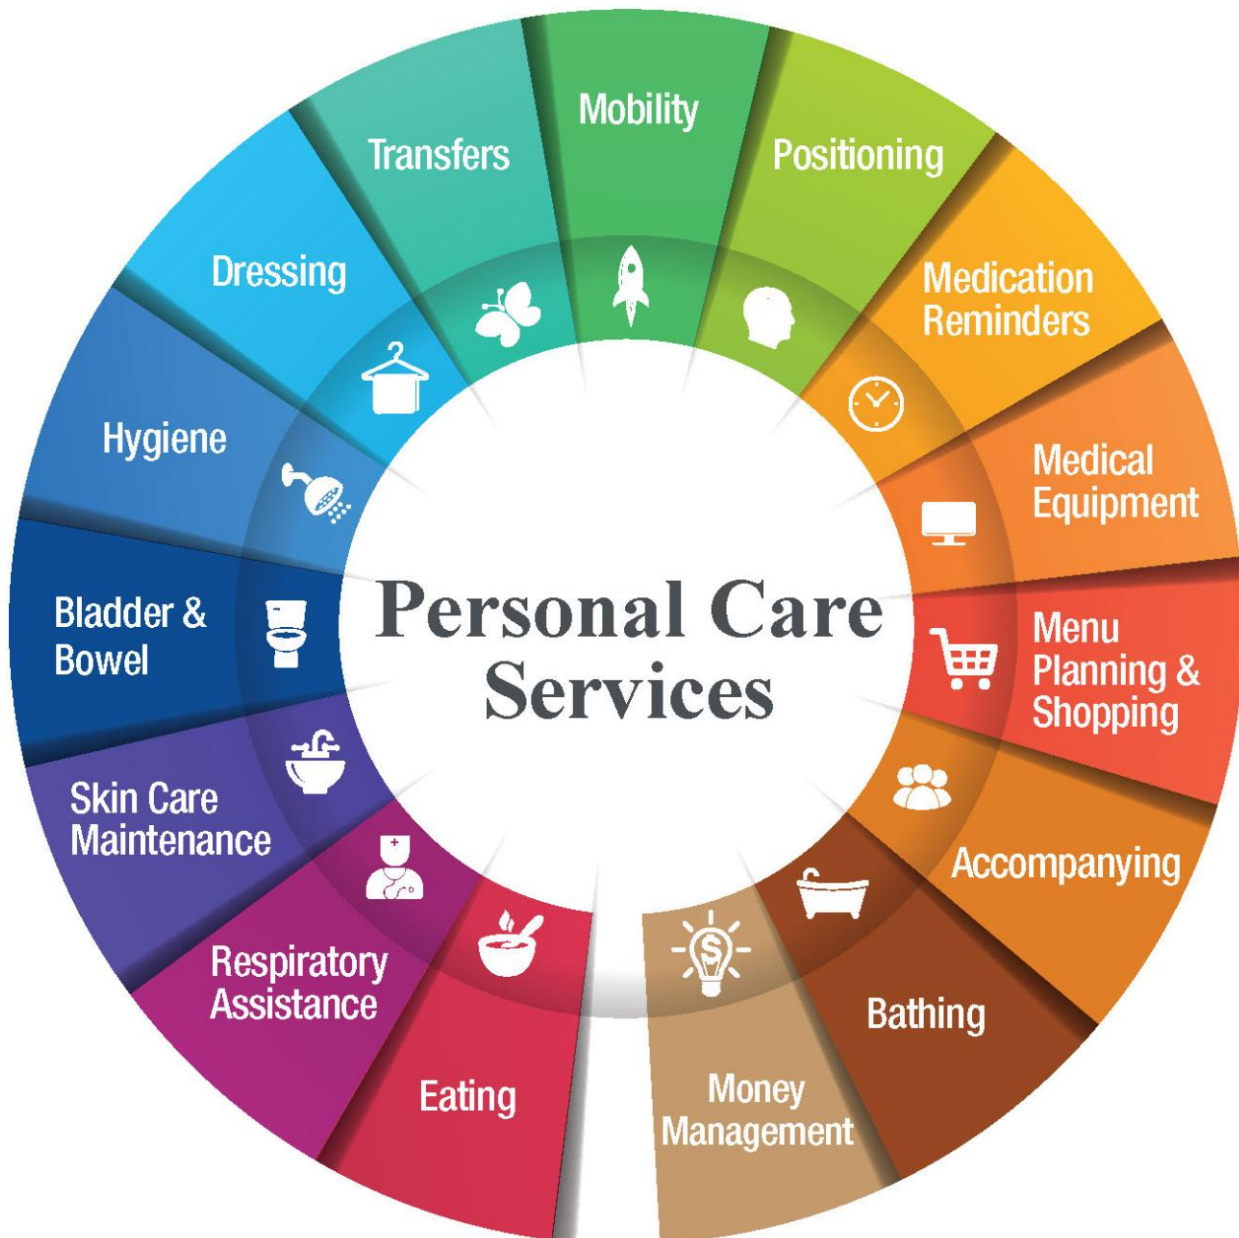 Personal Care
Services
Mobility
Positioning
Medication
Reminders
Medical
Equipment
Menu
Planning &
Shopping
Accompanying
Bathing
$
Money
Management
Eating
Respiratory
Assistance
Skin Care
Maintenance
Bladder &
Bowel
Hygiene
Dressing
Transfers